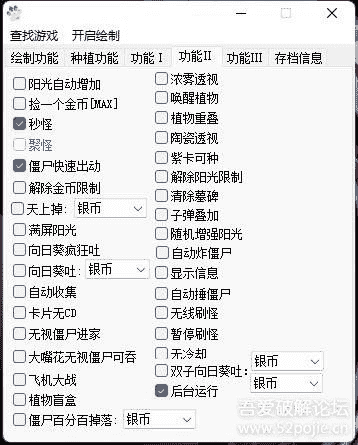 查找游戏 开启绘制
绘制功能 种植功能 功能 I 功能II 功能III 存档信息
阳光自动增加
捡一个金币[MAX]
秒怪
聚怪
僵尸快速出动
解除金币限制
天上掉: 银币
满屏阳光
向日葵疯狂吐
向日葵吐: 银币
自动收集
卡片无CD
无视僵尸进家
大嘴花无视僵尸可吞
飞机大战
植物盲盒
僵尸百分百掉落: 银币
浓雾透视
唤醒植物
植物重叠
陶瓷透视
紫卡可种
解除阳光限制
清除墓碑
子弹叠加
随机增强阳光
自动炸僵尸
显示信息
自动捶僵尸
无线刷怪
暂停刷怪
无冷却
双子向日葵吐: 银币
银币
后台运行
吾爱破解论坛
www.52pojie.cn